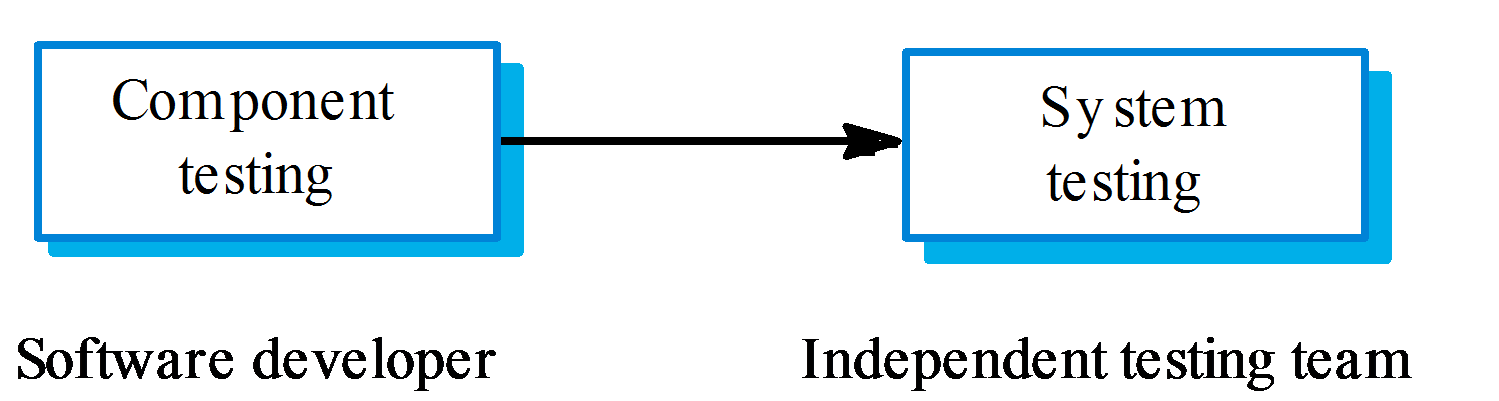 Component
testing
System
testing
Software developer
Independent testing team